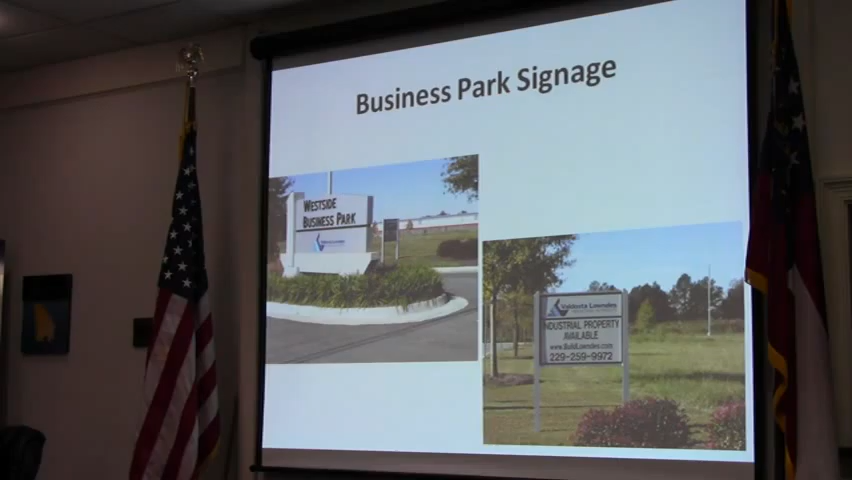 Business Park Signage
WESTSIDE
BUSINESS PARK
Valdosta Lowndes
INDUSTRIAL PROPERTY
AVAILABLE
www.BuildLowndes.com
229-259-9972